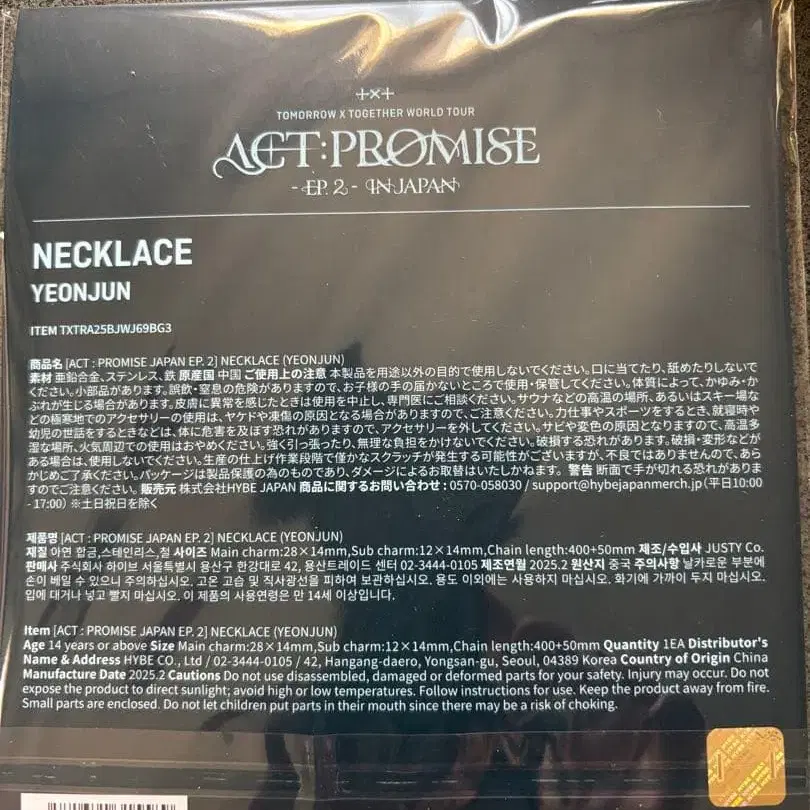 +×+
TOMORROW X TOGETHER WORLD TOUR
ACT:PROMISE
- EP. 2 - IN JAPAN
NECKLACE
YEONJUN
ITEM TXTRA25BJWJ69BG3
商品名 [ACT : PROMISE JAPAN EP. 2] NECKLACE (YEONJUN)
素材 亜鉛合金、ステンレス、鉄 原産国 中国 ご使用上の注意 本製品を用途以外の目的で使用しないでください。口に当てたり、舐めたりしないで
ください。小部品があります。誤飲・窒息の危険がありますので、お子様の手の届かないところで使用・保管してください。体質によって、かゆみ・か
ぶれが生じる場合があります。皮膚に異常を感じたときは使用を中止し、専門医にご相談ください。サウナなどの高温の場所、あるいはスキー場な
どの極寒地でのアクセサリーの使用は、ヤケドや凍傷の原因となる場合がありますので、ご注意ください。力仕事やスポーツをするとき、就寝時や
幼児の世話をするときなどは、体に危害を及ぼす恐れがありますので、アクセサリーを外してください。サビや変色の原因となりますので、高温多
湿な場所、火気周辺での使用はおやめください。強く引っ張ったり、無理な負担をかけないでください。破損する恐れがあります。破損・変形などが
ある場合は、使用しないでください。生産の仕上げ作業段階で僅かなスクラッチが発生する可能性がございますが、不良ではありませんので、あら
かじめご了承ください。パッケージは製品保護の為のものであり、ダメージによるお取替はいたしかねます。 警告 断面で手が切れる恐れがありま
すのでご注意ください。 販売元 株式会社HYBE JAPAN 商品に関するお問い合わせ : 0570-058030 / support@hybejapanmerch.jp(平日10:00
- 17:00) ※土日祝日を除く
제품명 [ACT : PROMISE JAPAN EP. 2] NECKLACE (YEONJUN)
재질 아연 합금,스테인리스,철 사이즈 Main charm:28×14mm,Sub charm:12×14mm,Chain length:400+50mm 제조/수입사 JUSTY Co.
판매사 주식회사 하이브 서울특별시 용산구 한강대로 42, 용산트레이드 센터 02-3444-0105 제조연월 2025.2 원산지 중국 주의사항 날카로운 부분에
손이 베일 수 있으니 주의하십시오. 고온 고습 및 직사광선을 피하여 보관하십시오. 용도 이외에는 사용하지 마십시오. 화기에 가까이 두지 마십시오.
입에 대거나 넣고 빨지 마십시오. 이 제품의 사용연령은 만 14세 이상입니다.
Item [ACT : PROMISE JAPAN EP. 2] NECKLACE (YEONJUN)
Age 14 years or above Size Main charm:28×14mm,Sub charm:12×14mm,Chain length:400+50mm Quantity 1EA Distributor's
Name & Address HYBE CO., Ltd / 02-3444-0105 / 42, Hangang-daero, Yongsan-gu, Seoul, 04389 Korea Country of Origin China
Manufacture Date 2025.2 Cautions Do not use disassembled, damaged or deformed parts for your safety. Injury may occur. Do not
expose the product to direct sunlight; avoid high or low temperatures. Follow instructions for use. Keep the product away from fire.
Small parts are enclosed. Do not let children put parts in their mouth since there may be a risk of choking.